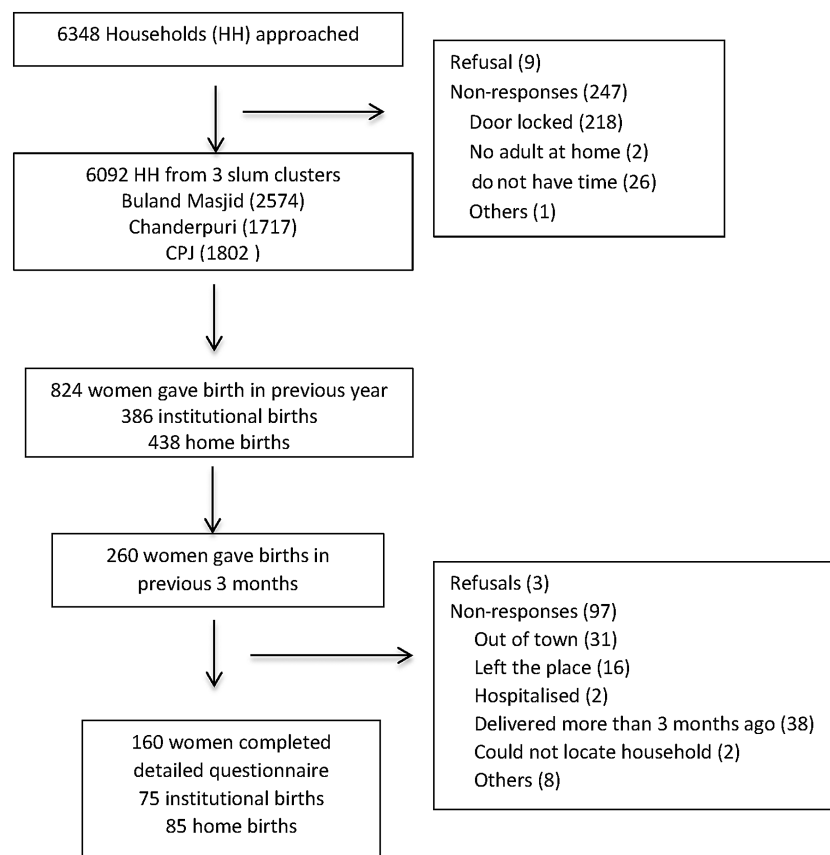 6348 Households (HH) approached
Refusal (9)
Non-responses (247)
Door locked (218)
No adult at home (2)
do not have time (26)
Others (1)
6092 HH from 3 slum clusters
Buland Masjid (2574)
Chanderpuri (1717)
CPJ (1802 )
824 women gave birth in previous year
386 institutional births
438 home births
260 women gave births in
previous 3 months
Refusals (3)
Non-responses (97)
Out of town (31)
Left the place (16)
Hospitalised (2)
Delivered more than 3 months ago (38)
Could not locate household (2)
Others (8)
160 women completed
detailed questionnaire
75 institutional births
85 home births